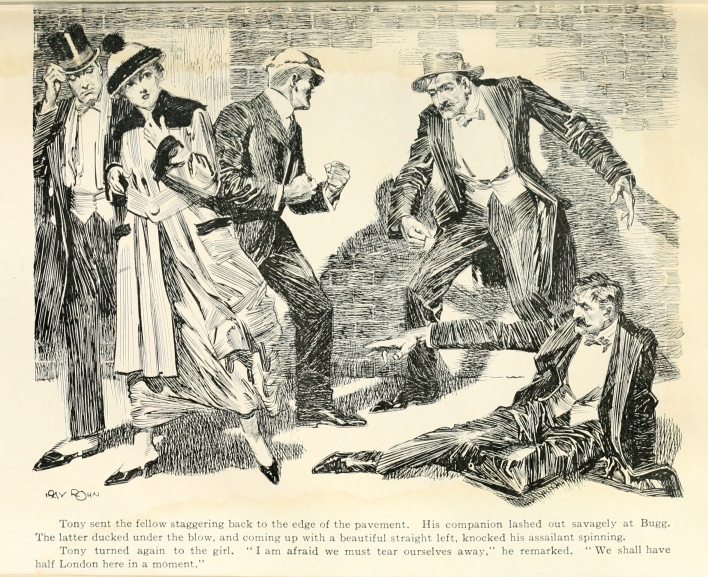 RAY ROHN
Tony sent the fellow staggering back to the edge of the pavement. His companion lashed out savagely at Bugg.
The latter ducked under the blow, and coming up with a beautiful straight left, knocked his assailant spinning.
Tony turned again to the girl. "I am afraid we must tear ourselves away," he remarked. "We shall have
half London here in a moment."